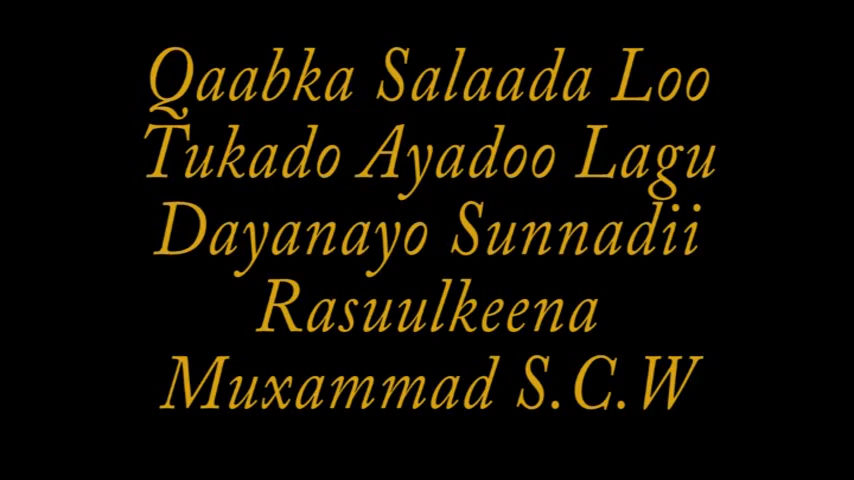 Qaabka Salaada Loo
Tukado Ayadoo Lagu
Dayanayo Sunnadii
Rasuulkeena
Muxammad S.C.W